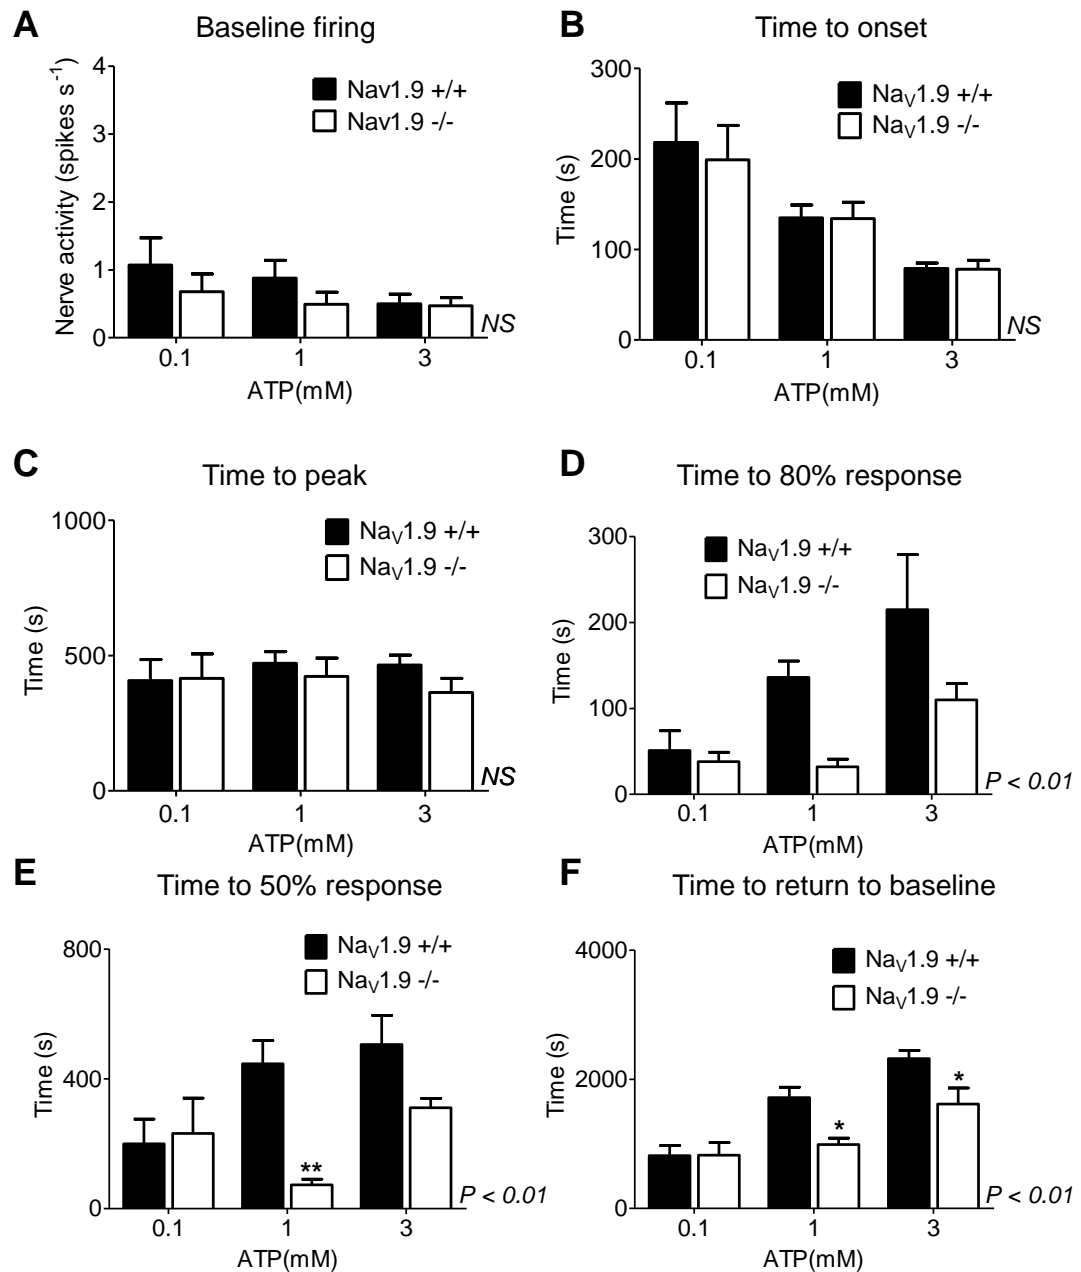 A
Baseline firing
Nerve activity (spikes s⁻¹)
4
3
2
1
0
Nav1.9 +/+
Nav1.9 -/-
NS
0.1 1 3
ATP(mM)
B
Time to onset
Time (s)
300
200
100
0
NaV1.9 +/+
NaV1.9 -/-
NS
0.1 1 3
ATP(mM)
C
Time to peak
Time (s)
1000
500
0
NaV1.9 +/+
NaV1.9 -/-
NS
0.1 1 3
ATP(mM)
D
Time to 80% response
Time (s)
300
200
100
0
NaV1.9 +/+
NaV1.9 -/-
P < 0.01
0.1 1 3
ATP(mM)
E
Time to 50% response
Time (s)
800
400
0
NaV1.9 +/+
NaV1.9 -/-
**
P < 0.01
0.1 1 3
ATP(mM)
F
Time to return to baseline
Time (s)
4000
2000
0
NaV1.9 +/+
NaV1.9 -/-
*
*
P < 0.01
0.1 1 3
ATP(mM)